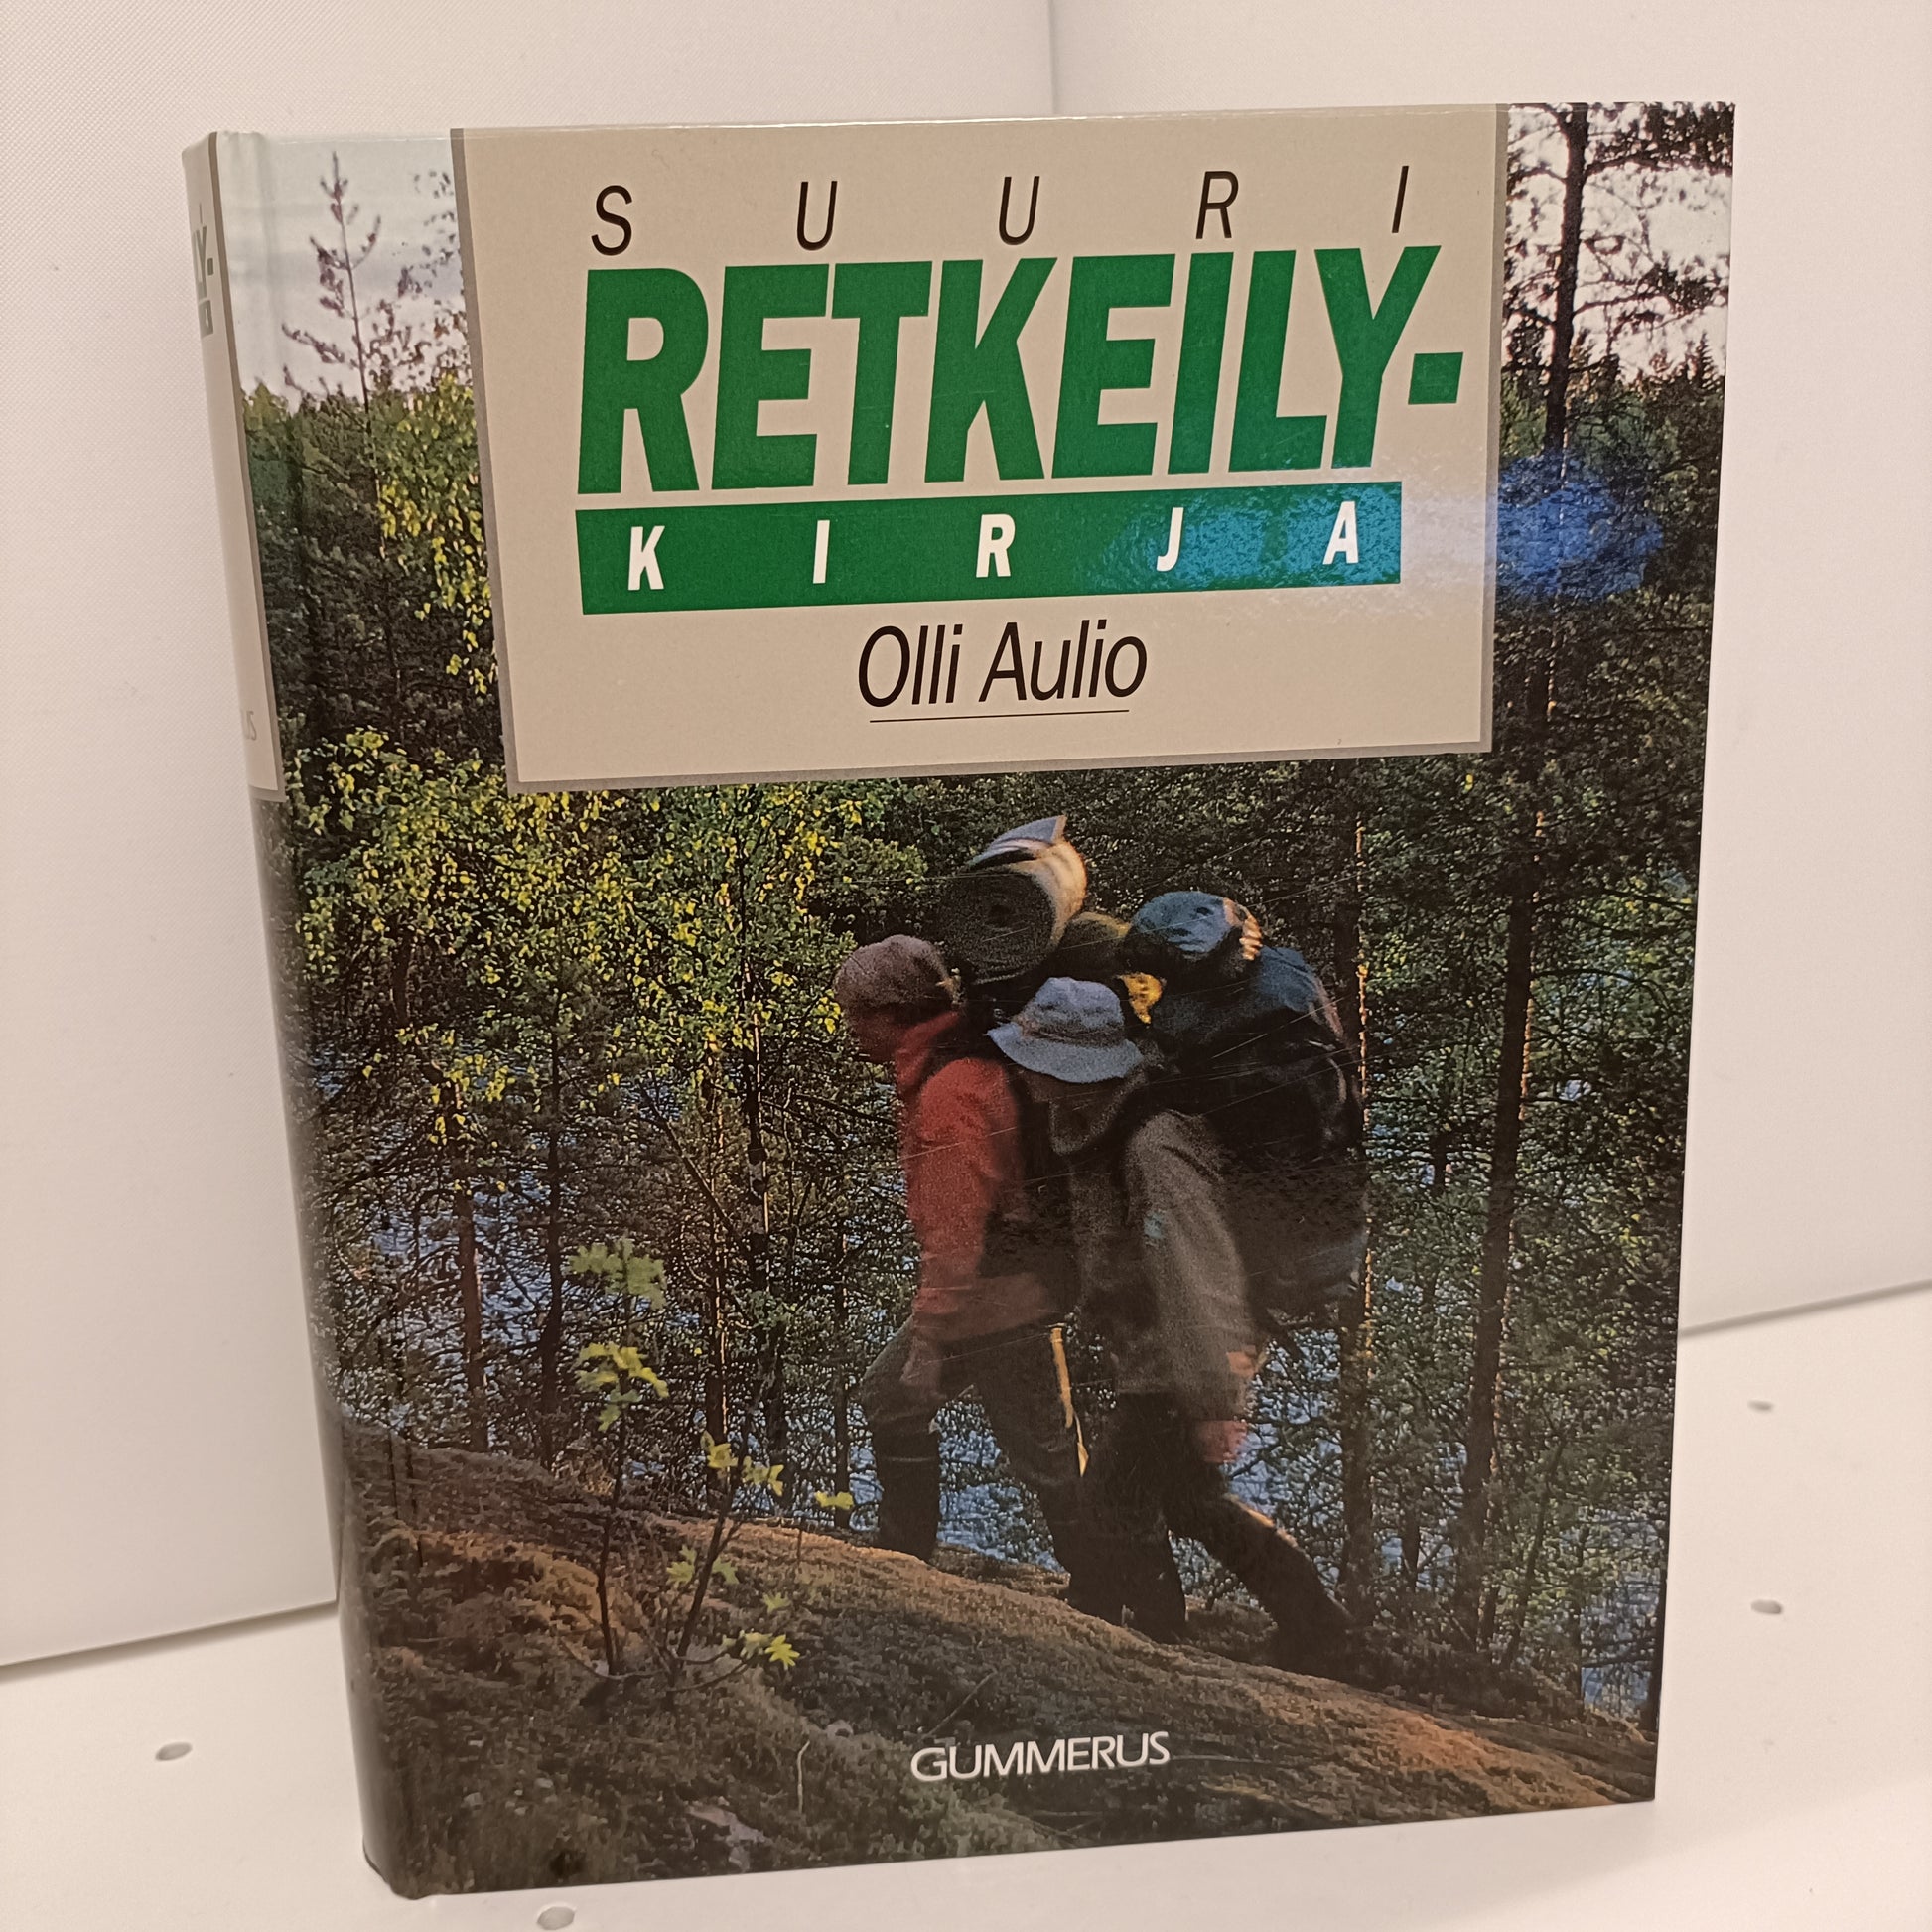 SUURI
RETKEILY-
KIRJA
Olli Aulio
GUMMERUS